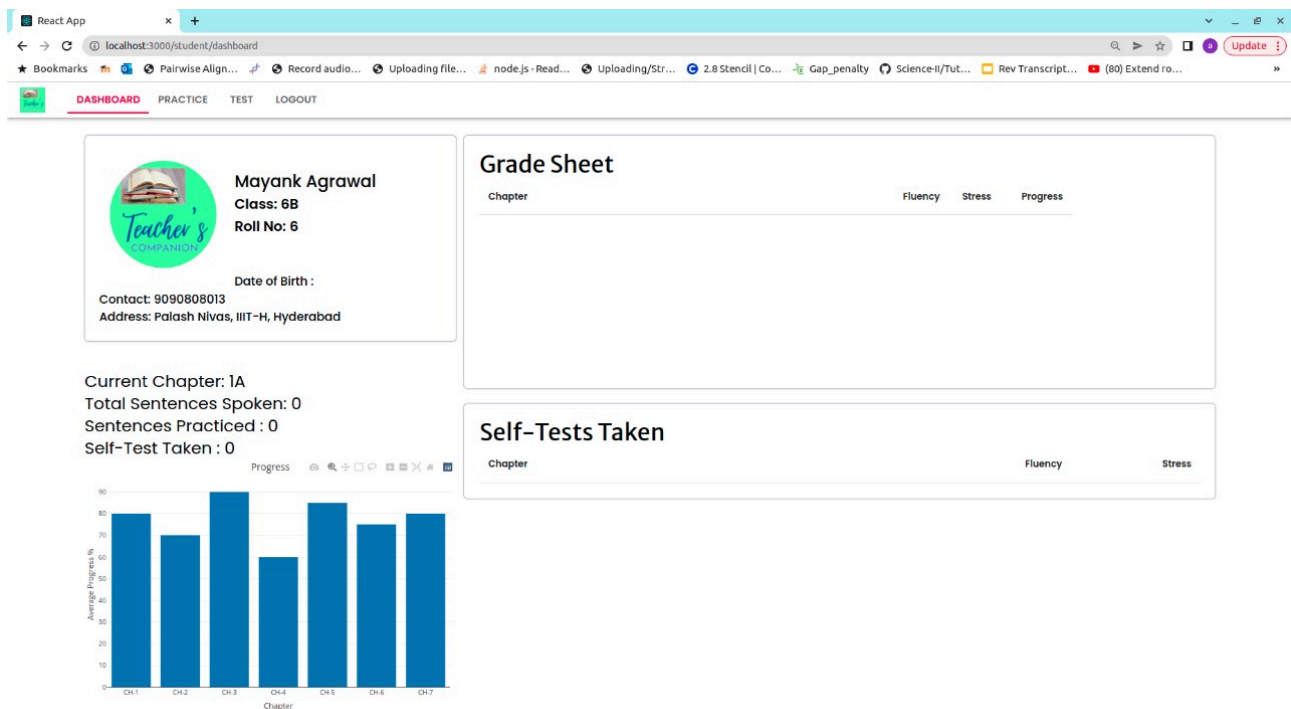 React App
localhost:3000/student/dashboard
Update
Bookmarks Pairwise Align... Record audio... Uploading file... node.js - Read... Uploading/Str... 2.8 Stencil | Co... Gap_penalty Science-II/Tut... Rev Transcript... (80) Extend ro... »
DASHBOARD PRACTICE TEST LOGOUT
Teacher's
COMPANION
Mayank Agrawal
Class: 6B
Roll No: 6
Date of Birth :
Contact: 9090808013
Address: Palash Nivas, IIIT-H, Hyderabad
Current Chapter: 1A
Total Sentences Spoken: 0
Sentences Practiced : 0
Self-Test Taken : 0
Progress
90
80
70
60
50
40
30
20
10
0
Average Progress %
CH-1 CH-2 CH-3 CH-4 CH-5 CH-6 CH-7
Chapter
Grade Sheet
Chapter Fluency Stress Progress
Self-Tests Taken
Chapter Fluency Stress